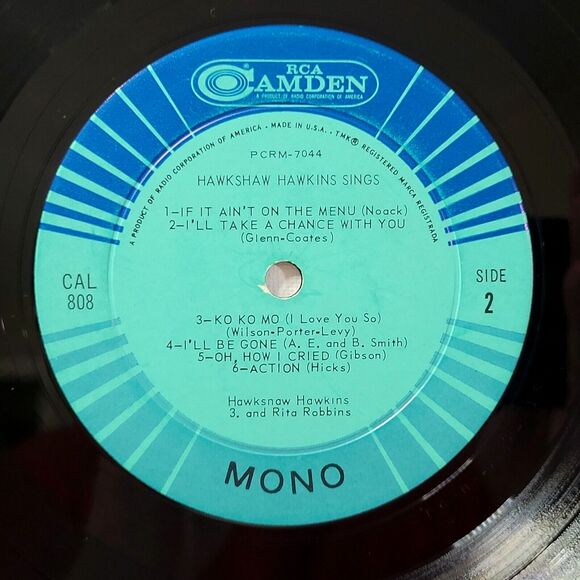 RCA
CAMDEN
®
A PRODUCT OF RADIO CORPORATION OF AMERICA
A PRODUCT OF RADIO CORPORATION OF AMERICA - MADE IN U.S.A. - TMK® REGISTERED MARCA REGISTRADA
PCRM-7044
HAWKSHAW HAWKINS SINGS
1-IF IT AIN'T ON THE MENU (Noack)
2-I'LL TAKE A CHANCE WITH YOU
(Glenn-Coates)
CAL
808
SIDE
2
3-KO KO MO (I Love You So)
(Wilson-Porter-Levy)
4-I'LL BE GONE (A. E. and B. Smith)
5-OH, HOW I CRIED (Gibson)
6-ACTION (Hicks)
Hawksnaw Hawkins
3. and Rita Robbins
MONO